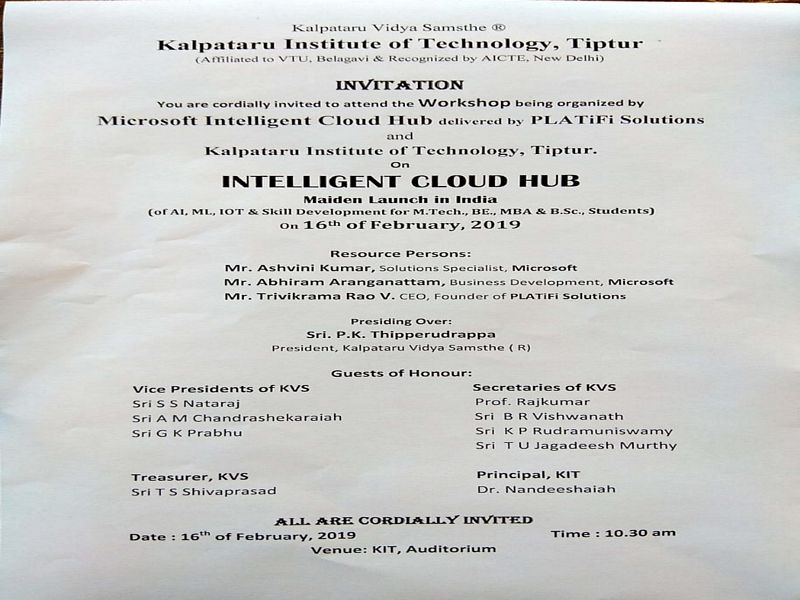 Kalpataru Vidya Samsthe ®
Kalpataru Institute of Technology, Tiptur
(Affiliated to VTU, Belagavi & Recognized by AICTE, New Delhi)
INVITATION
You are cordially invited to attend the Workshop being organized by
Microsoft Intelligent Cloud Hub delivered by PLATiFi Solutions
and
Kalpataru Institute of Technology, Tiptur.
On
INTELLIGENT CLOUD HUB
Maiden Launch in India
(of AI, ML, IOT & Skill Development for M.Tech., BE., MBA & B.Sc., Students)
On 16th of February, 2019
Resource Persons:
Mr. Ashvini Kumar, Solutions Specialist, Microsoft
Mr. Abhiram Aranganattam, Business Development, Microsoft
Mr. Trivikrama Rao V. CEO, Founder of PLATiFi Solutions
Presiding Over:
Sri. P.K. Thipperudrappa
President, Kalpataru Vidya Samsthe ( R)
Guests of Honour:
Vice Presidents of KVS
Sri S S Nataraj
Sri A M Chandrashekaraiah
Sri G K Prabhu
Secretaries of KVS
Prof. Rajkumar
Sri B R Vishwanath
Sri K P Rudramuniswamy
Sri T U Jagadeesh Murthy
Treasurer, KVS
Sri T S Shivaprasad
Principal, KIT
Dr. Nandeeshaiah
ALL ARE CORDIALLY INVITED
Date : 16th of February, 2019 Time : 10.30 am
Venue: KIT, Auditorium